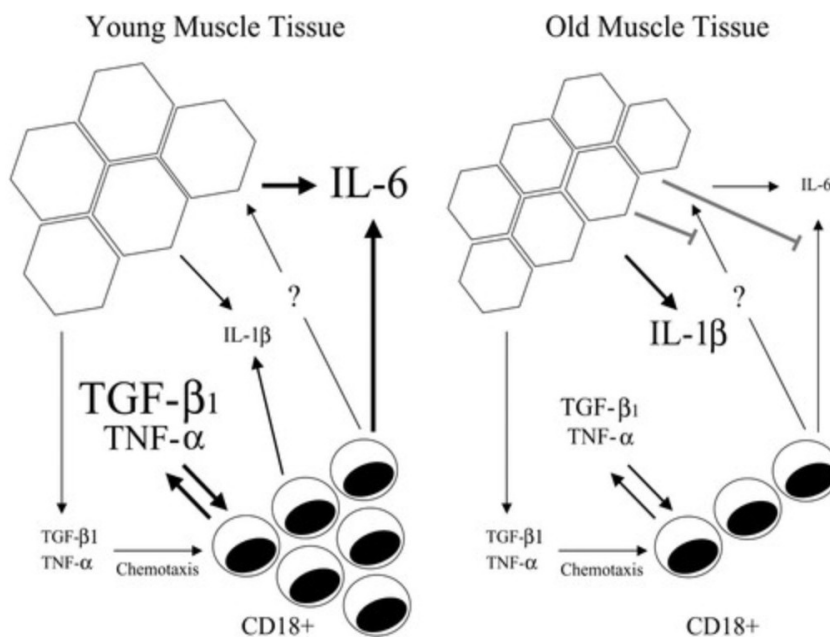 Young Muscle Tissue
IL-6
?
IL-1β
TGF-β1
TNF-α
TGF-β1
TNF-α
Chemotaxis
CD18+
Old Muscle Tissue
IL-6
?
IL-1β
TGF-β1
TNF-α
TGF-β1
TNF-α
Chemotaxis
CD18+